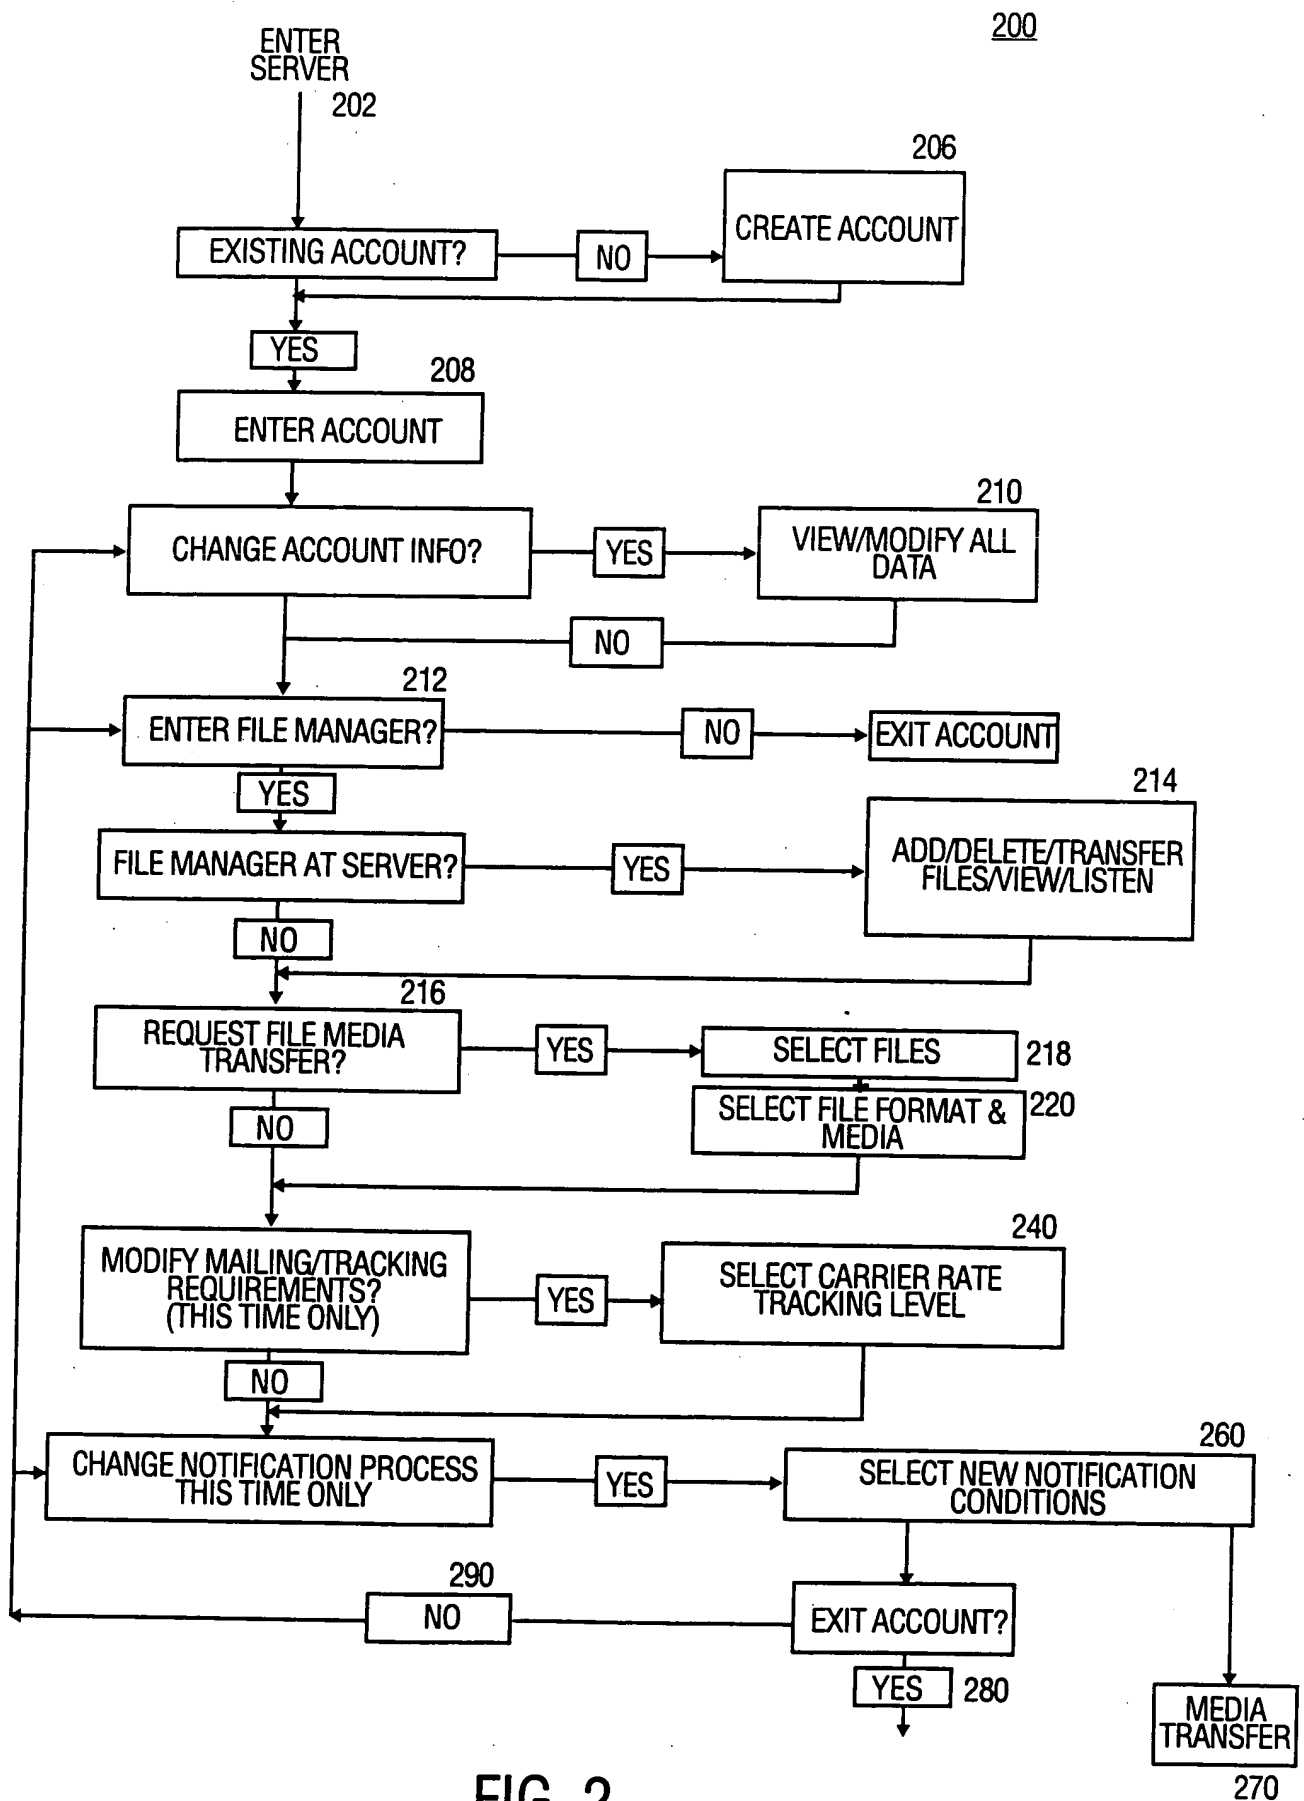 200
ENTER
SERVER
202
206
CREATE ACCOUNT
EXISTING ACCOUNT?
NO
YES
208
ENTER ACCOUNT
210
CHANGE ACCOUNT INFO?
YES
VIEW/MODIFY ALL
DATA
NO
212
ENTER FILE MANAGER?
NO
EXIT ACCOUNT
YES
214
FILE MANAGER AT SERVER?
YES
ADD/DELETE/TRANSFER
FILES/VIEW/LISTEN
NO
216
REQUEST FILE MEDIA
TRANSFER?
YES
SELECT FILES
218
SELECT FILE FORMAT &
MEDIA
220
NO
240
MODIFY MAILING/TRACKING
REQUIREMENTS?
(THIS TIME ONLY)
YES
SELECT CARRIER RATE
TRACKING LEVEL
NO
260
CHANGE NOTIFICATION PROCESS
THIS TIME ONLY
YES
SELECT NEW NOTIFICATION
CONDITIONS
290
NO
EXIT ACCOUNT?
YES
280
MEDIA
TRANSFER
270
FIG. 2